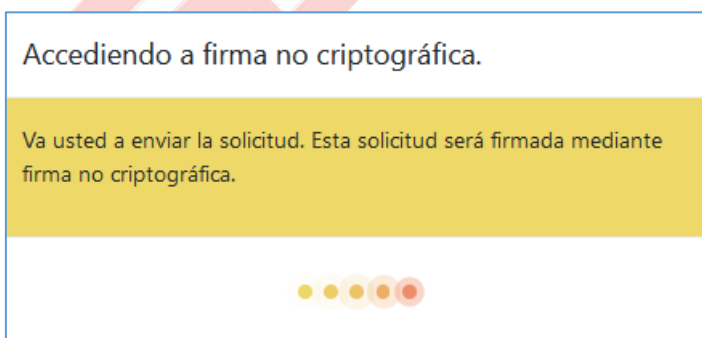 Accediendo a firma no criptográfica.
Va usted a enviar la solicitud. Esta solicitud será firmada mediante
firma no criptográfica.